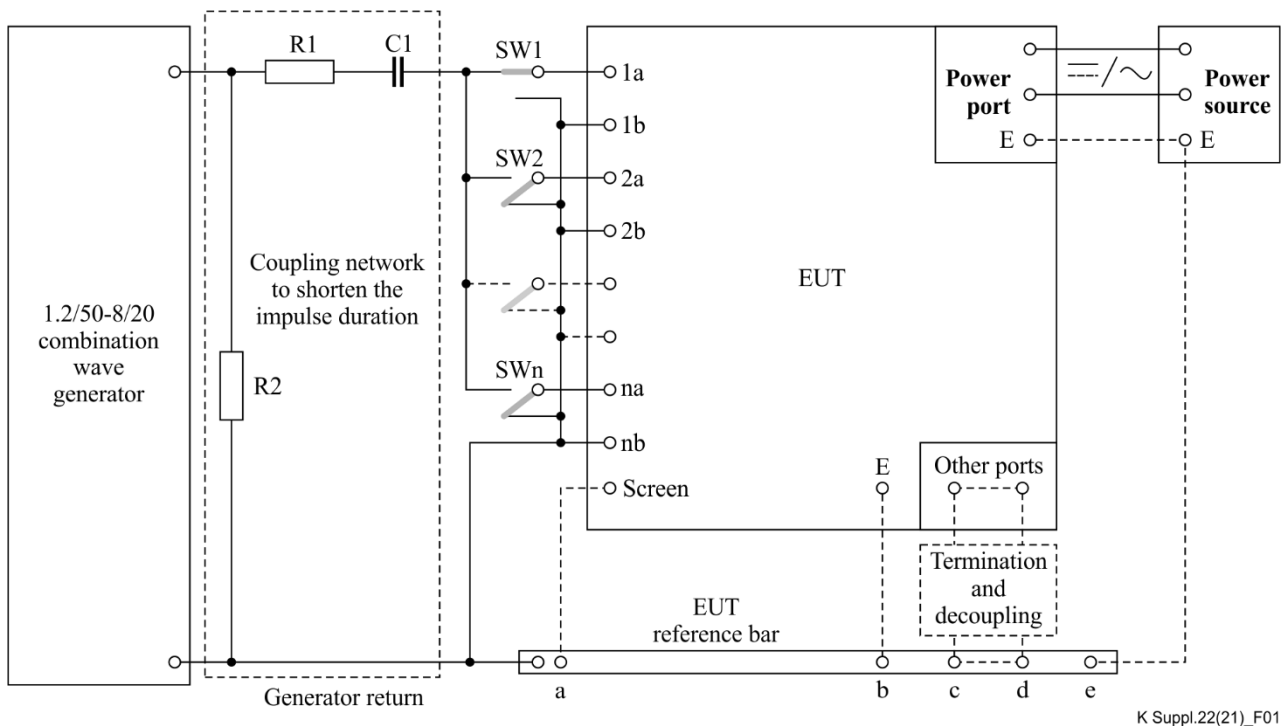 R1
C1
SW1
1a
1b
SW2
2a
2b
SWn
na
nb
Screen
1.2/50-8/20
combination
wave
generator
R2
Coupling network
to shorten the
impulse duration
Generator return
EUT
Power
port
E
Power
source
E
E
Other ports
Termination
and
decoupling
EUT
reference bar
a
b
c
d
e
K Suppl.22(21)_F01